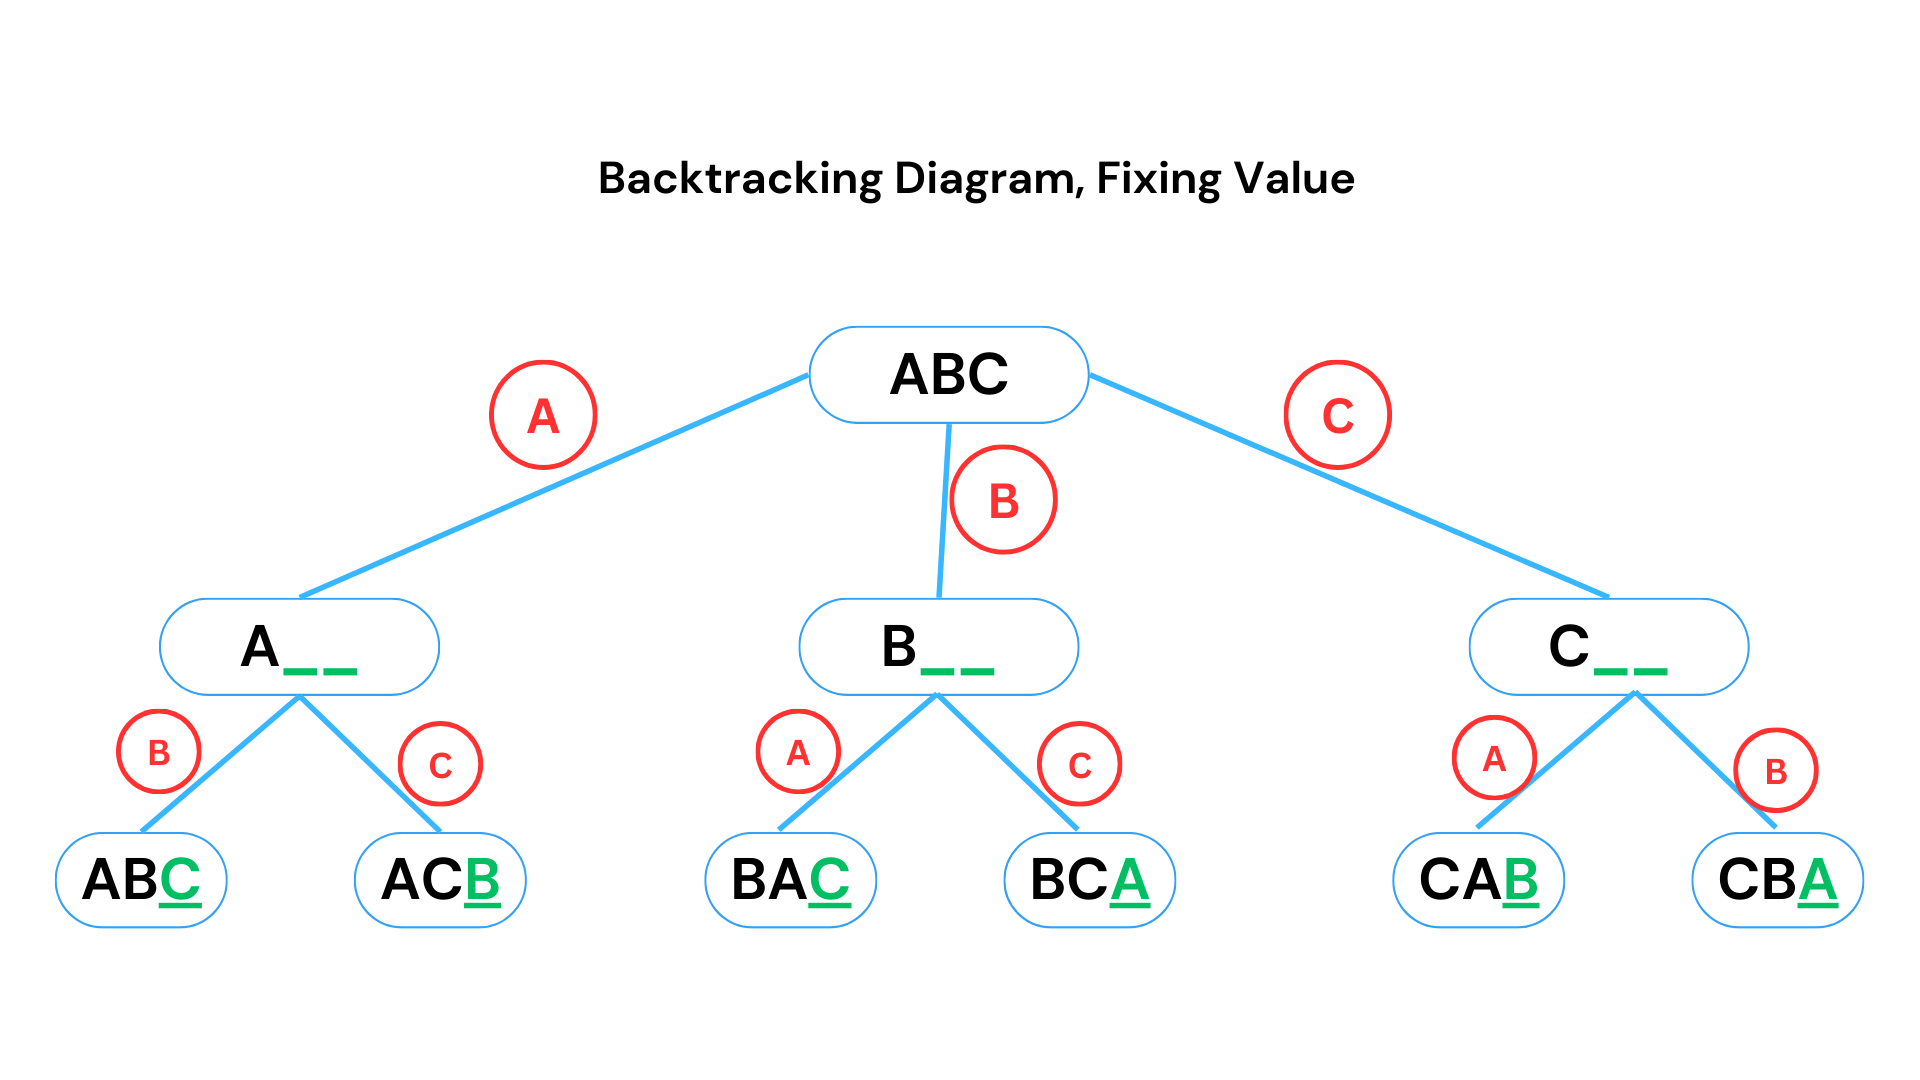 Backtracking Diagram, Fixing Value
ABC
A
C
B
A__
B__
C__
B
C
A
C
A
B
ABC
ACB
BAC
BCA
CAB
CBA